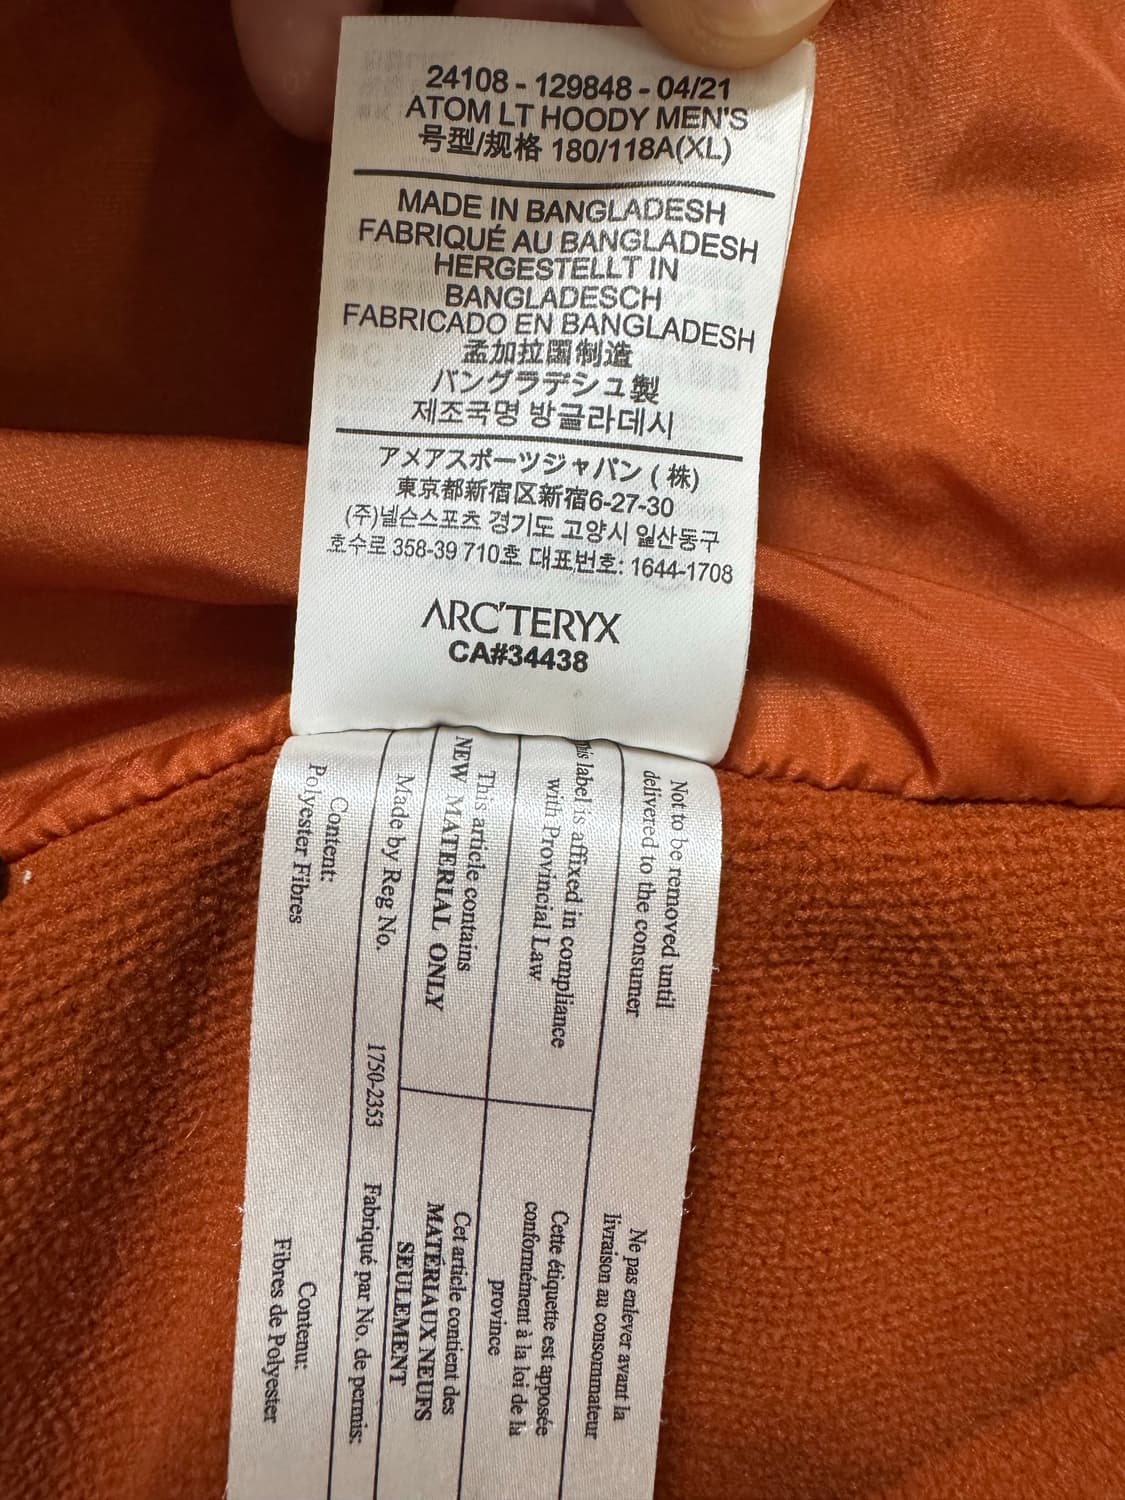 24108 - 129848 - 04/21
ATOM LT HOODY MEN'S
号型/规格 180/118A(XL)
MADE IN BANGLADESH
FABRIQUÉ AU BANGLADESH
HERGESTELLT IN
BANGLADESCH
FABRICADO EN BANGLADESH
孟加拉国制造
バングラデシュ製
제조국명 방글라데시
アメアスポーツジャパン ( 株)
東京都新宿区新宿6-27-30
(주)넬슨스포츠 경기도 고양시 일산동구
호수로 358-39 710호 대표번호: 1644-1708
ARC'TERYX
CA#34438
Not to be removed until
delivered to the consumer
Ne pas enlever avant la
livraison au consommateur
This label is affixed in compliance
with Provincial Law
Cette étiquette est apposée
conformément à la loi de la
province
This article contains
NEW MATERIAL ONLY
Cet article contient des
MATÉRIAUX NEUFS
SEULEMENT
Made by Reg No. 1750-2353 Fabriqué par No. de permis:
Content:
Polyester Fibres
Contenu:
Fibres de Polyester